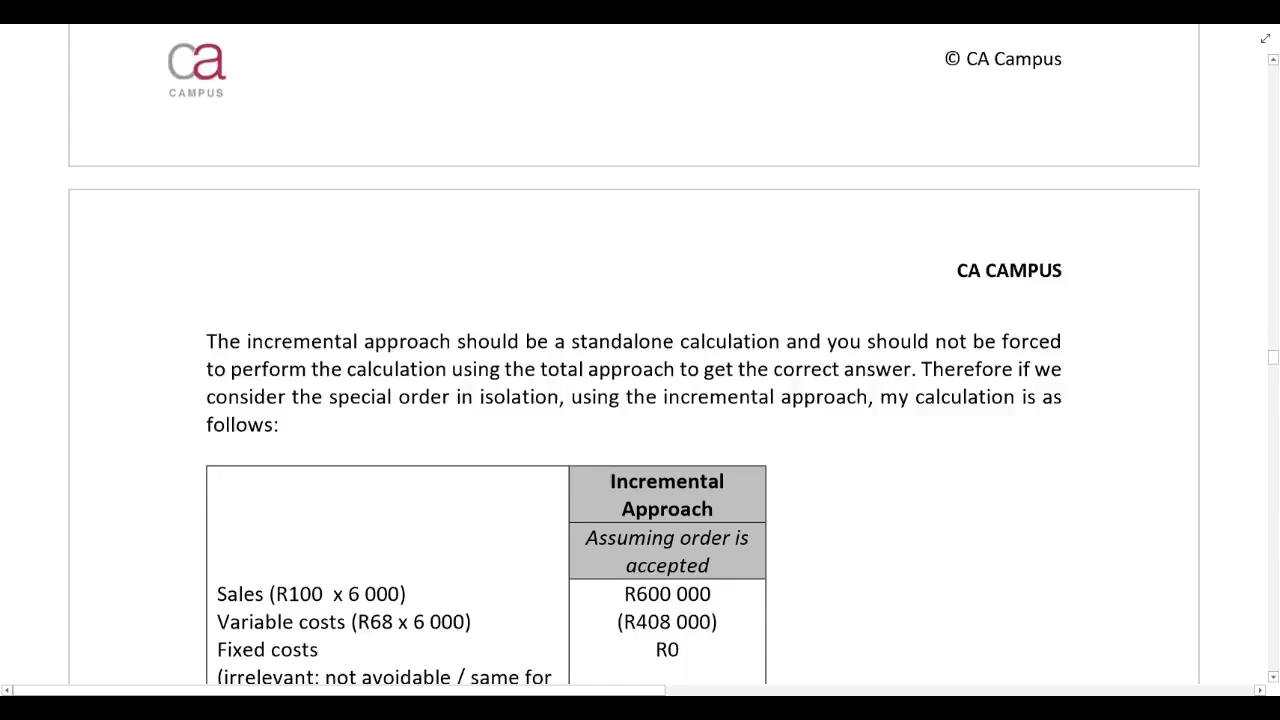 ca
CAMPUS
© CA Campus
CA CAMPUS
The incremental approach should be a standalone calculation and you should not be forced
to perform the calculation using the total approach to get the correct answer. Therefore if we
consider the special order in isolation, using the incremental approach, my calculation is as
follows:
Incremental
Approach
Assuming order is
accepted
Sales (R100 x 6 000) R600 000
Variable costs (R68 x 6 000) (R408 000)
Fixed costs R0
(irrelevant: not avoidable / same for